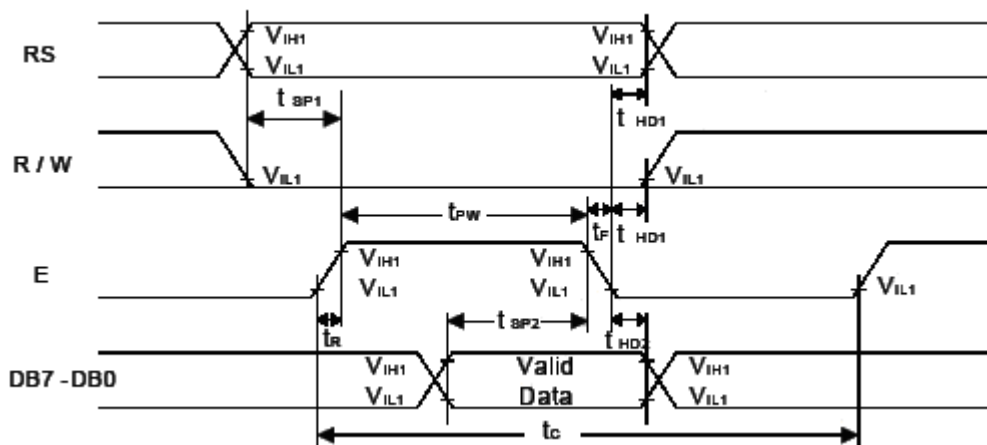 RS
VIH1 VIH1
VIL1 VIL1
t SP1 t HD1
R / W
VIL1 VIL1
tPW tF t HD1
E
VIH1 VIH1
VIL1 VIL1 VIL1
tR t SP2 t HD2
DB7 -DB0
VIH1 Valid VIH1
VIL1 Data VIL1
tC